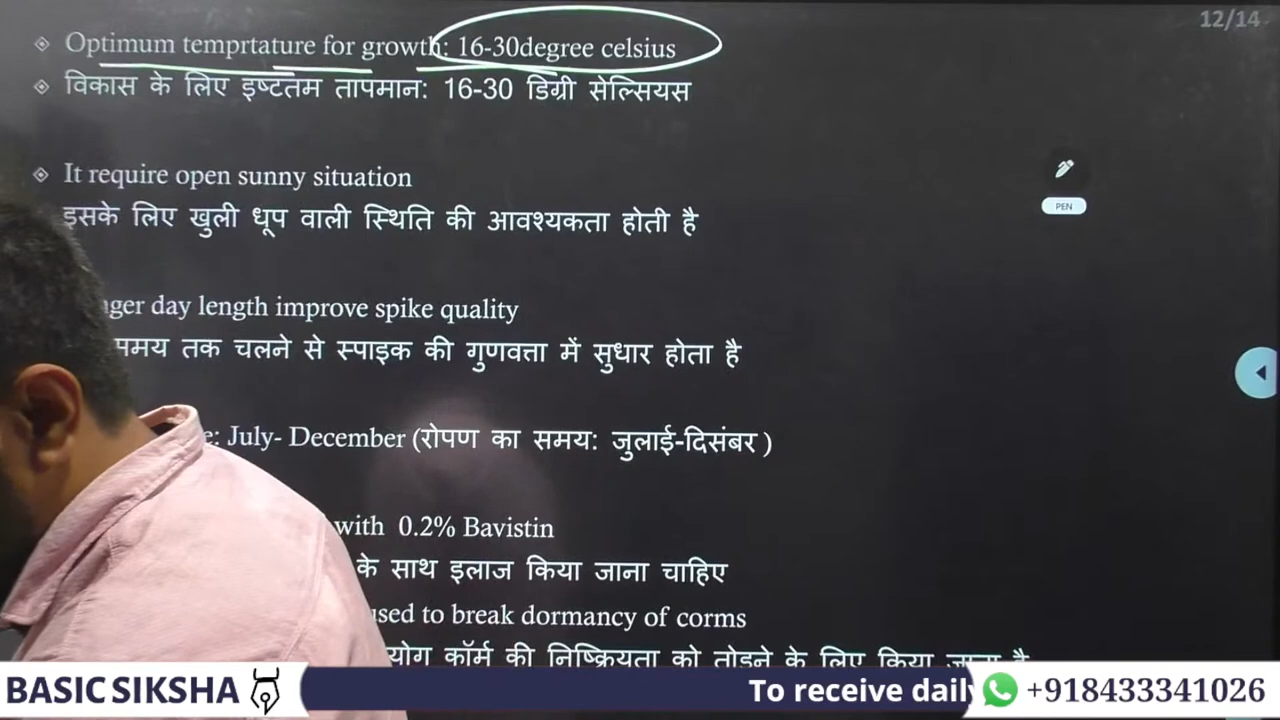 12/14
Optimum temprtature for growth: 16-30degree celsius
विकास के लिए इष्टतम तापमान: 16-30 डिग्री सेल्सियस
It require open sunny situation
इसके लिए खुली धूप वाली स्थिति की आवश्यकता होती है
PEN
day length improve spike quality
समय तक चलने से स्पाइक की गुणवत्ता में सुधार होता है
July- December (रोपण का समय: जुलाई-दिसंबर )
with 0.2% Bavistin
के साथ इलाज किया जाना चाहिए
used to break dormancy of corms
कॉर्म की निष्क्रियता को तोड़ने के लिए किया जाता है
BASIC SIKSHA
To receive daily
+918433341026